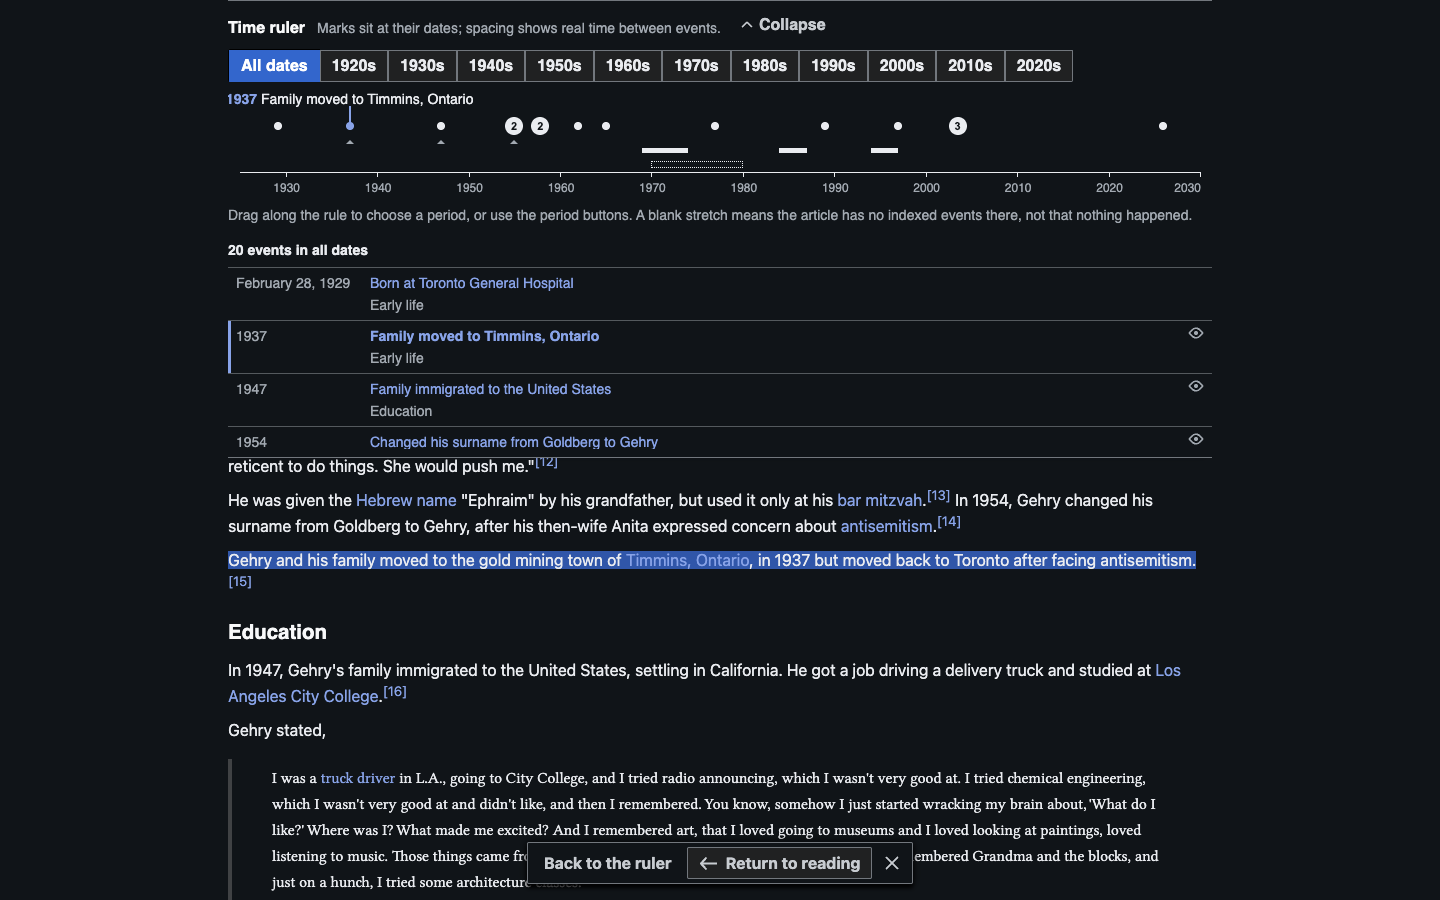 Time ruler Marks sit at their dates; spacing shows real time between events. Collapse
All dates 1920s 1930s 1940s 1950s 1960s 1970s 1980s 1990s 2000s 2010s 2020s
1937 Family moved to Timmins, Ontario
2 2 3
1930 1940 1950 1960 1970 1980 1990 2000 2010 2020 2030
Drag along the rule to choose a period, or use the period buttons. A blank stretch means the article has no indexed events there, not that nothing happened.
20 events in all dates
February 28, 1929 Born at Toronto General Hospital
Early life
1937 Family moved to Timmins, Ontario
Early life
1947 Family immigrated to the United States
Education
1954 Changed his surname from Goldberg to Gehry
reticent to do things. She would push me."[12]
He was given the Hebrew name "Ephraim" by his grandfather, but used it only at his bar mitzvah.[13] In 1954, Gehry changed his
surname from Goldberg to Gehry, after his then-wife Anita expressed concern about antisemitism.[14]
Gehry and his family moved to the gold mining town of Timmins, Ontario, in 1937 but moved back to Toronto after facing antisemitism.
[15]
Education
In 1947, Gehry's family immigrated to the United States, settling in California. He got a job driving a delivery truck and studied at Los
Angeles City College.[16]
Gehry stated,
I was a truck driver in L.A., going to City College, and I tried radio announcing, which I wasn't very good at. I tried chemical engineering,
which I wasn't very good at and didn't like, and then I remembered. You know, somehow I just started wracking my brain about, 'What do I
like?' Where was I? What made me excited? And I remembered art, that I loved going to museums and I loved looking at paintings, loved
listening to music. Those things came embered Grandma and the blocks, and
just on a hunch, I tried some architecture classes.
Back to the ruler Return to reading